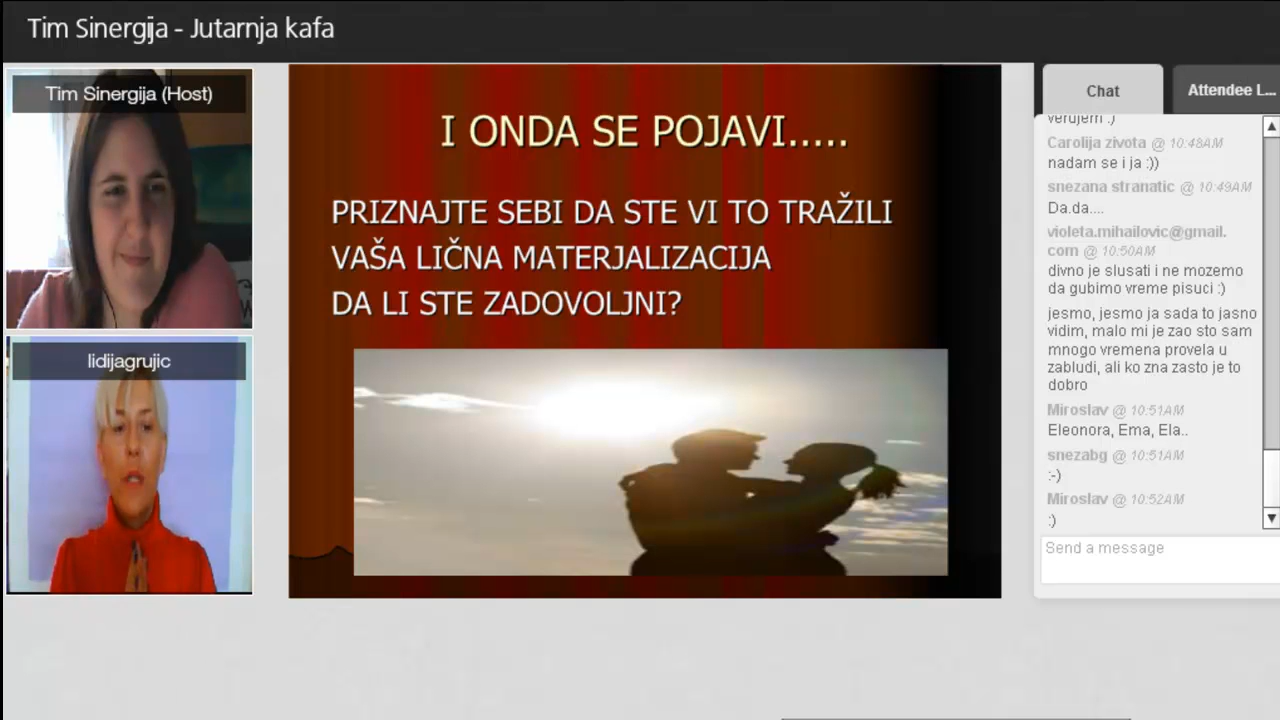 Tim Sinergija - Jutarnja kafa
Tim Sinergija (Host)
lidijagrujic
I ONDA SE POJAVI.....
PRIZNAJTE SEBI DA STE VI TO TRAŽILI
VAŠA LIČNA MATERJALIZACIJA
DA LI STE ZADOVOLJNI?
Chat
Attendee L...
verujem :)
Carolija zivota @ 10:48AM
nadam se i ja :))
snezana stranatic @ 10:49AM
Da.da....
violeta.mihailovic@gmail.
com @ 10:50AM
divno je slusati i ne mozemo
da gubimo vreme pisuci :)
jesmo, jesmo ja sada to jasno
vidim, malo mi je zao sto sam
mnogo vremena provela u
zabludi, ali ko zna zasto je to
dobro
Miroslav @ 10:51AM
Eleonora, Ema, Ela..
snezabg @ 10:51AM
:-)
Miroslav @ 10:52AM
:)
Send a message